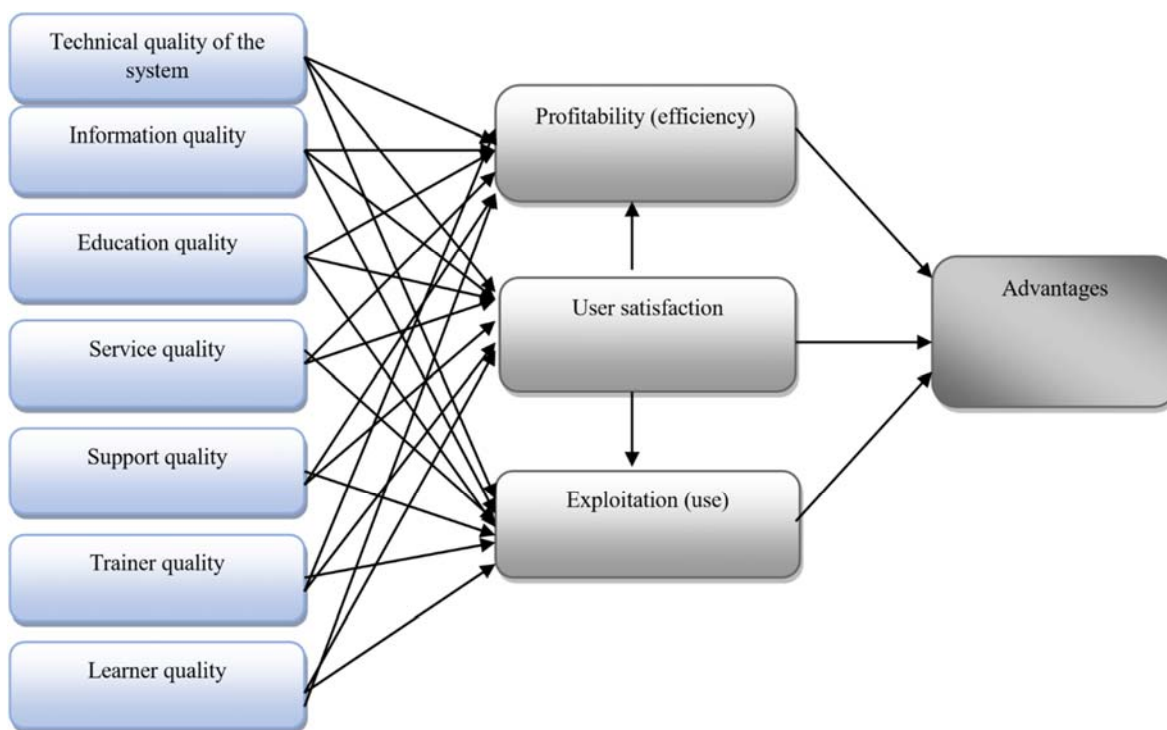 Technical quality of the
system
Information quality
Education quality
Service quality
Support quality
Trainer quality
Learner quality
Profitability (efficiency)
User satisfaction
Exploitation (use)
Advantages